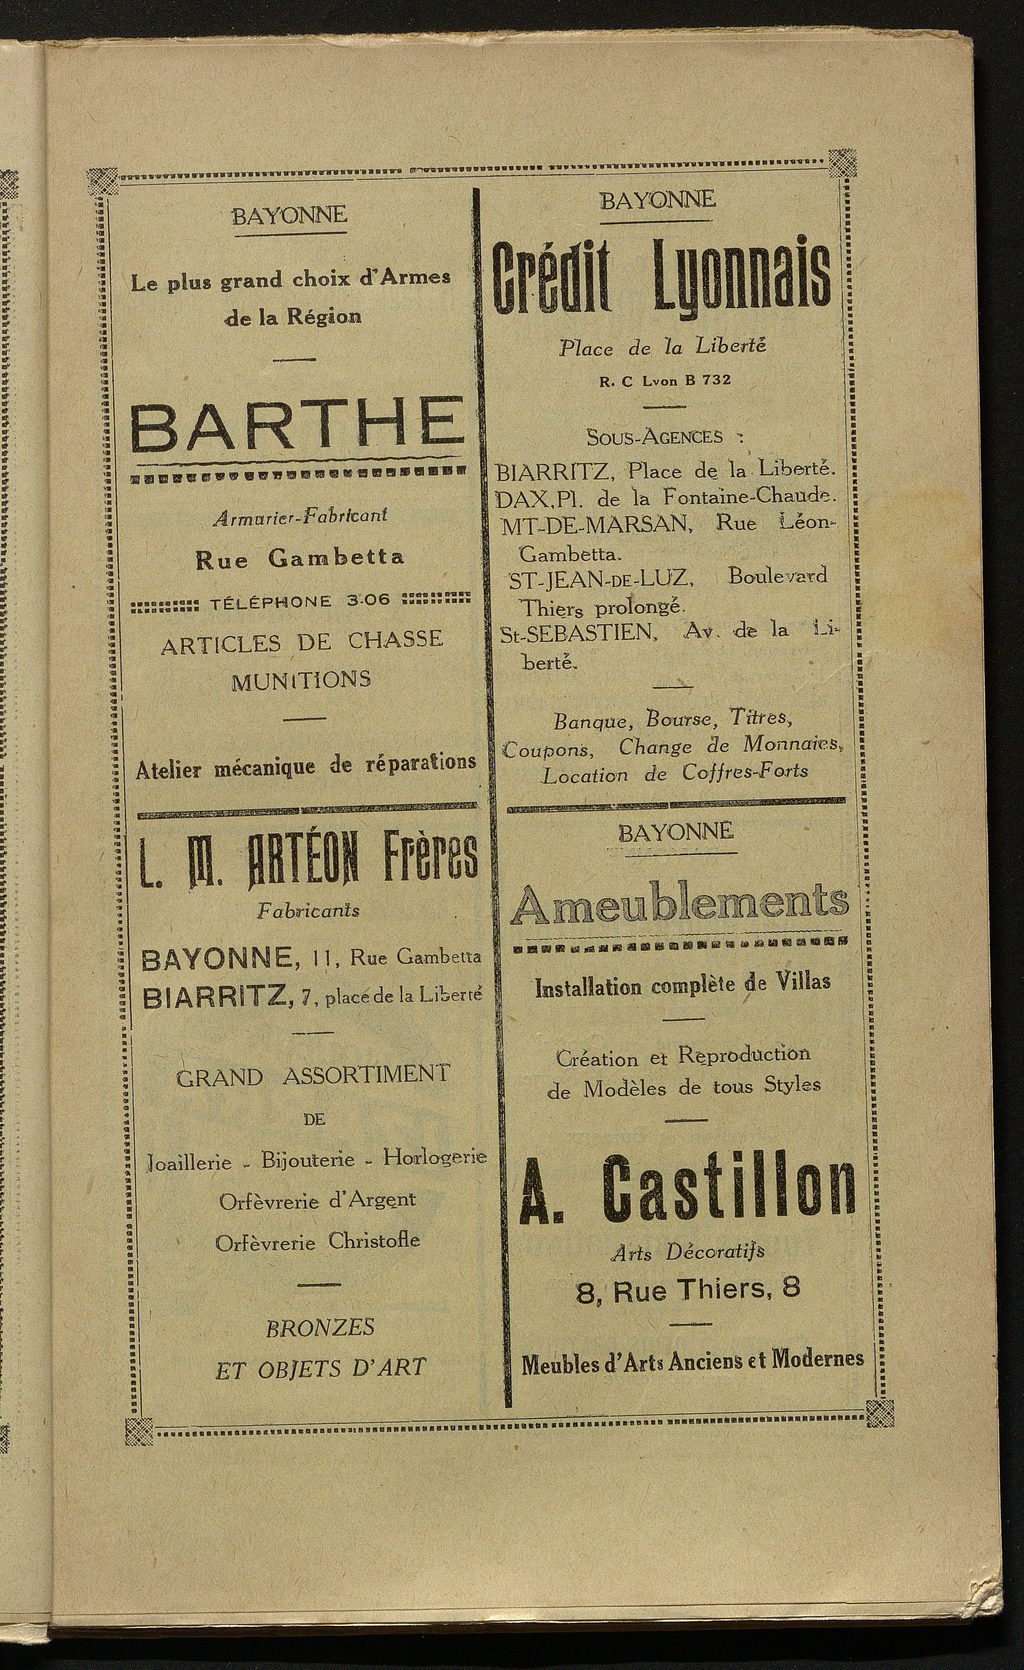 BAYONNE
Le plus grand choix d'Armes
de la Région
BARTHE
Armurier-Fabricant
Rue Gambetta
TÉLÉPHONE 3-06
ARTICLES DE CHASSE
MUNITIONS
Atelier mécanique de réparations
L. M. ARTÉON Frères
Fabricants
BAYONNE, 11, Rue Gambetta
BIARRITZ, 7, place de la Liberté
GRAND ASSORTIMENT
DE
Joaillerie - Bijouterie - Horlogerie
Orfèvrerie d'Argent
Orfèvrerie Christofle
BRONZES
ET OBJETS D'ART
BAYONNE
Crédit Lyonnais
Place de la Liberté
R. C Lyon B 732
SOUS-AGENCES :
BIARRITZ, Place de la Liberté.
DAX, Pl. de la Fontaine-Chaude.
MT-DE-MARSAN, Rue Léon-
Gambetta.
ST-JEAN-DE-LUZ, Boulevard
Thiers prolongé.
St-SEBASTIEN, Av. de la Li-
berté.
Banque, Bourse, Titres,
Coupons, Change de Monnaies,
Location de Coffres-Forts
BAYONNE
Ameublements
Installation complète de Villas
Création et Reproduction
de Modèles de tous Styles
A. Castillon
Arts Décoratifs
8, Rue Thiers, 8
Meubles d'Arts Anciens et Modernes